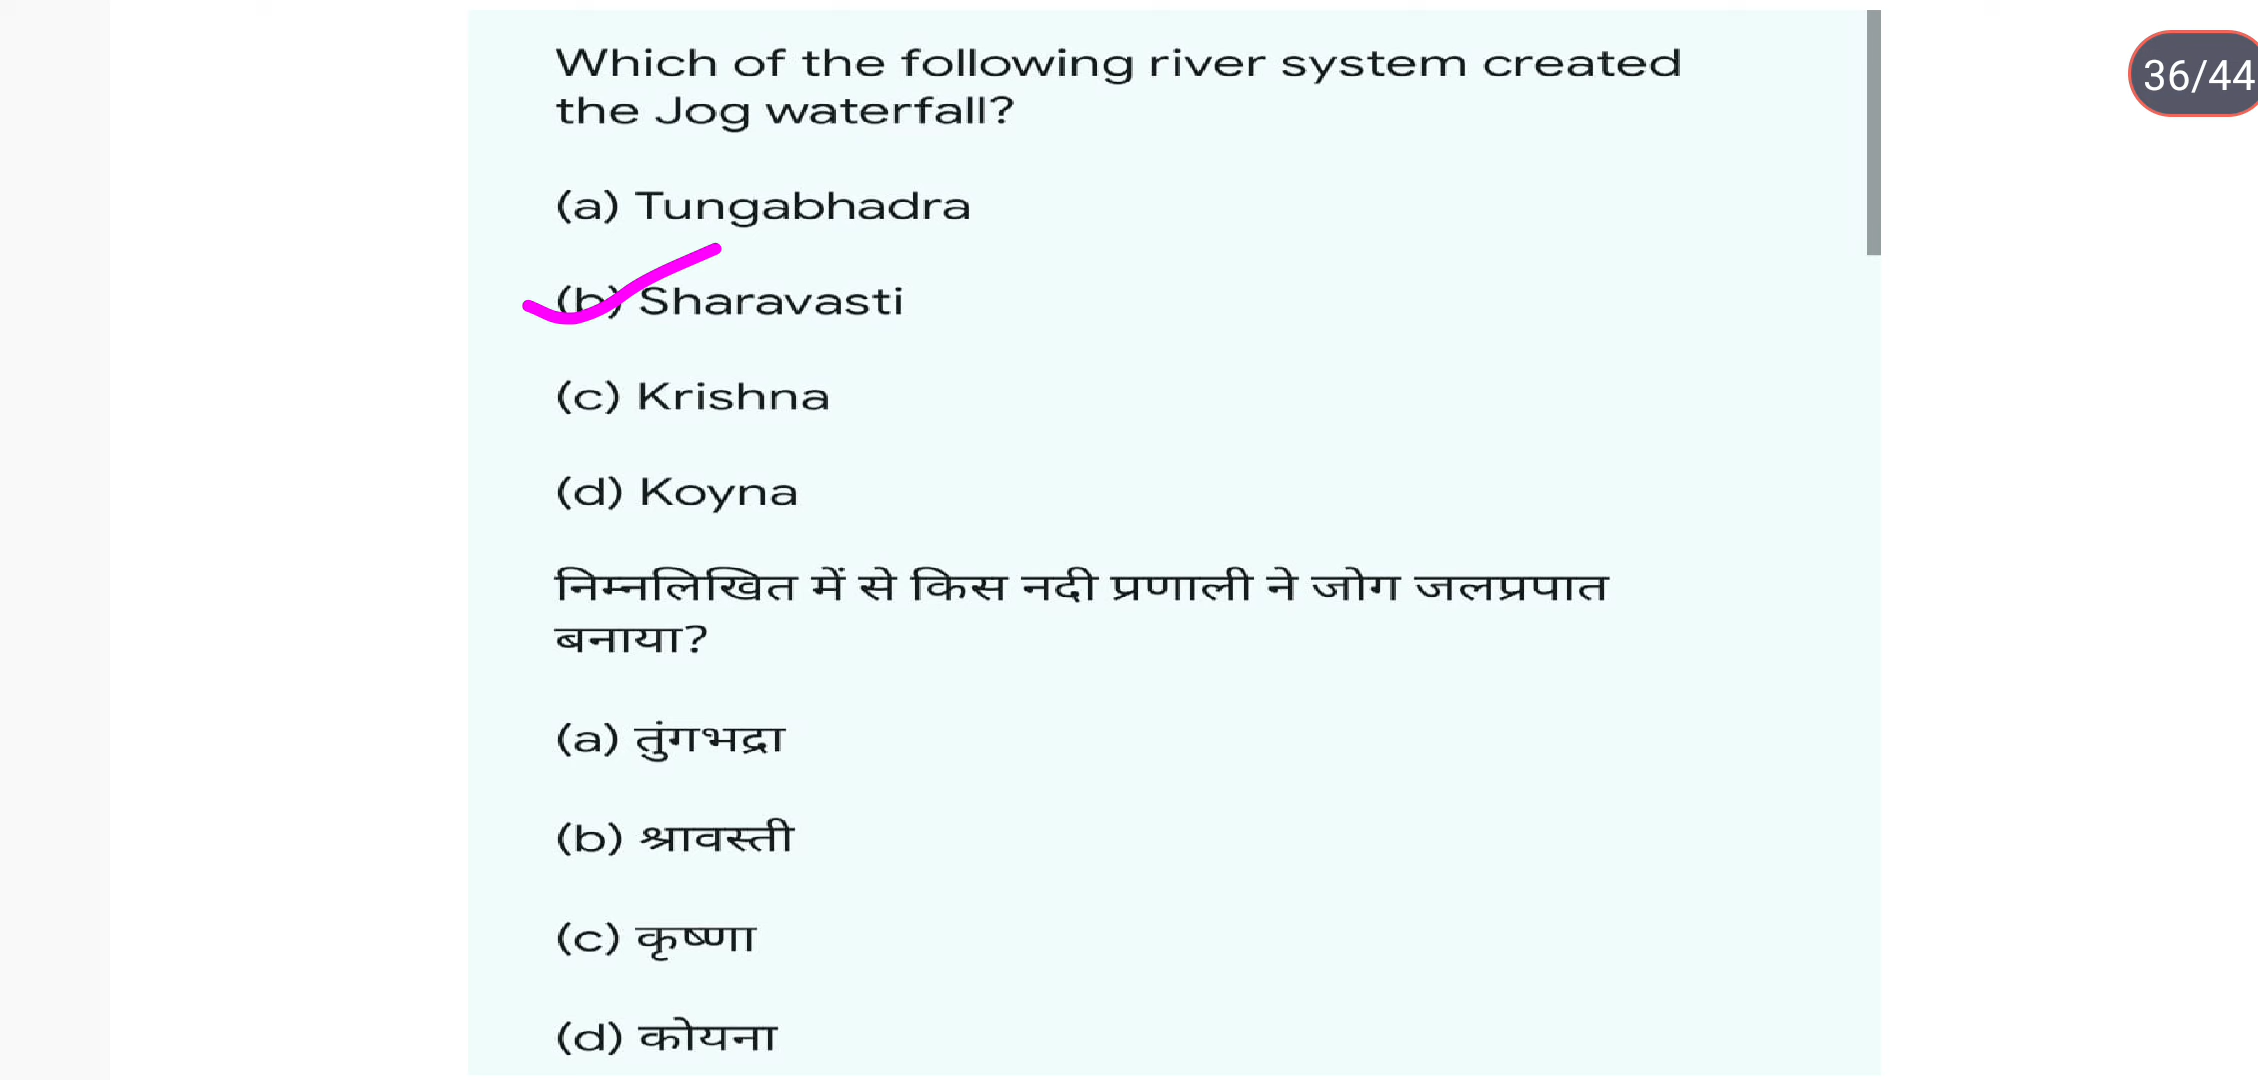 Which of the following river system created
the Jog waterfall?
36/44
(a) Tungabhadra
(b) Sharavasti
(c) Krishna
(d) Koyna
निम्नलिखित में से किस नदी प्रणाली ने जोग जलप्रपात
बनाया?
(a) तुंगभद्रा
(b) श्रावस्ती
(c) कृष्णा
(d) कोयना